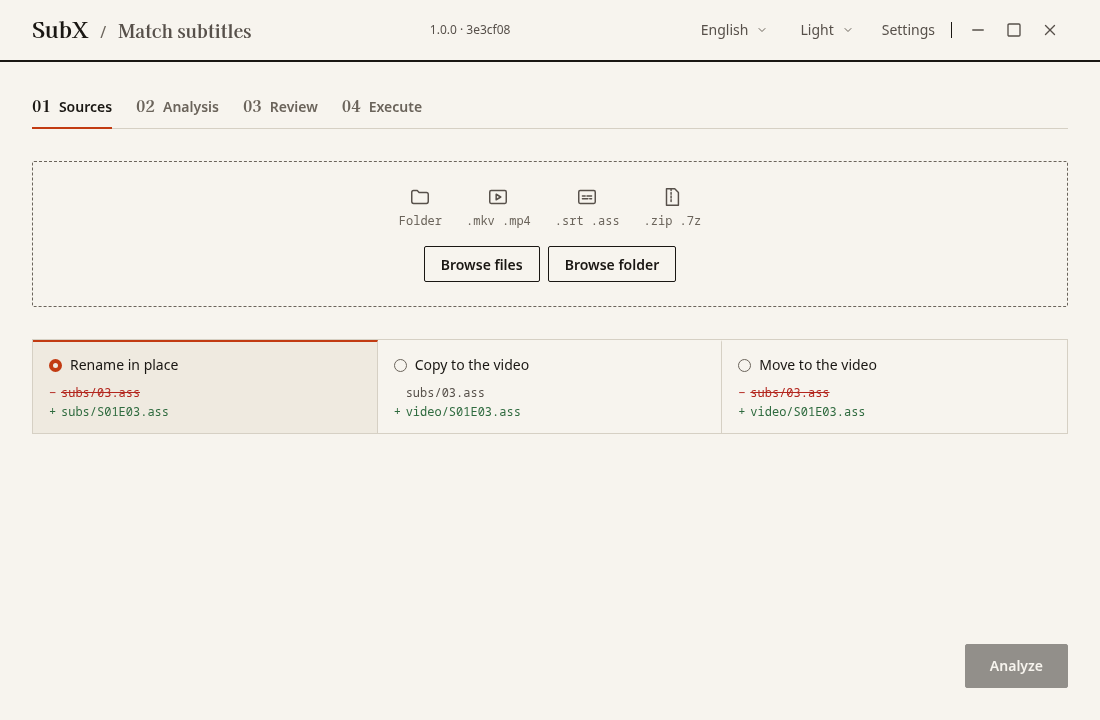 SubX / Match subtitles
1.0.0 · 3e3cf08
English
Light
Settings
01 Sources
02 Analysis
03 Review
04 Execute
Folder
.mkv .mp4
.srt .ass
.zip .7z
Browse files
Browse folder
Rename in place
− subs/03.ass
+ subs/S01E03.ass
Copy to the video
subs/03.ass
+ video/S01E03.ass
Move to the video
− subs/03.ass
+ video/S01E03.ass
Analyze